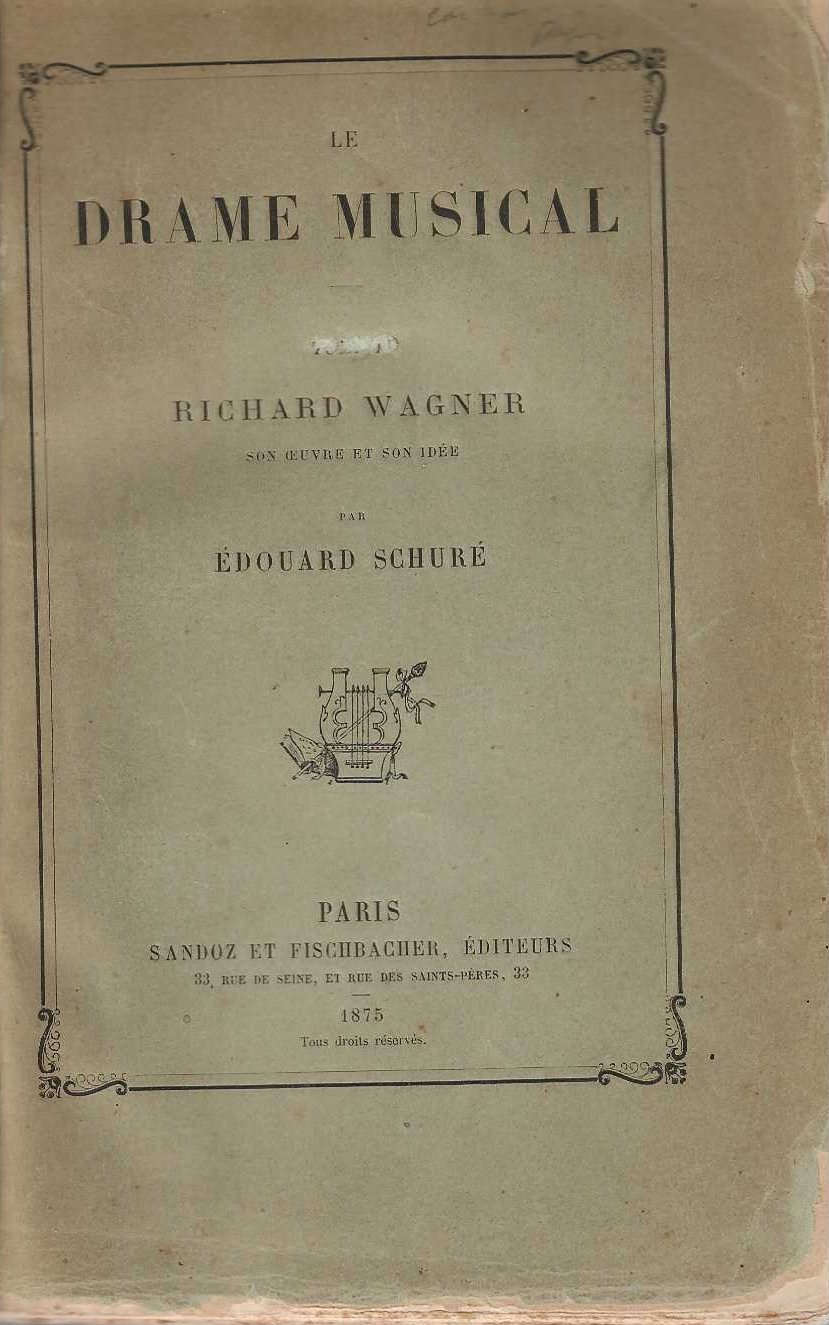 LE
DRAME MUSICAL
RICHARD WAGNER
SON ŒUVRE ET SON IDÉE
PAR
ÉDOUARD SCHURÉ
PARIS
SANDOZ ET FISCHBACHER, ÉDITEURS
33, RUE DE SEINE, ET RUE DES SAINTS-PÈRES, 33
1875
Tous droits réservés.